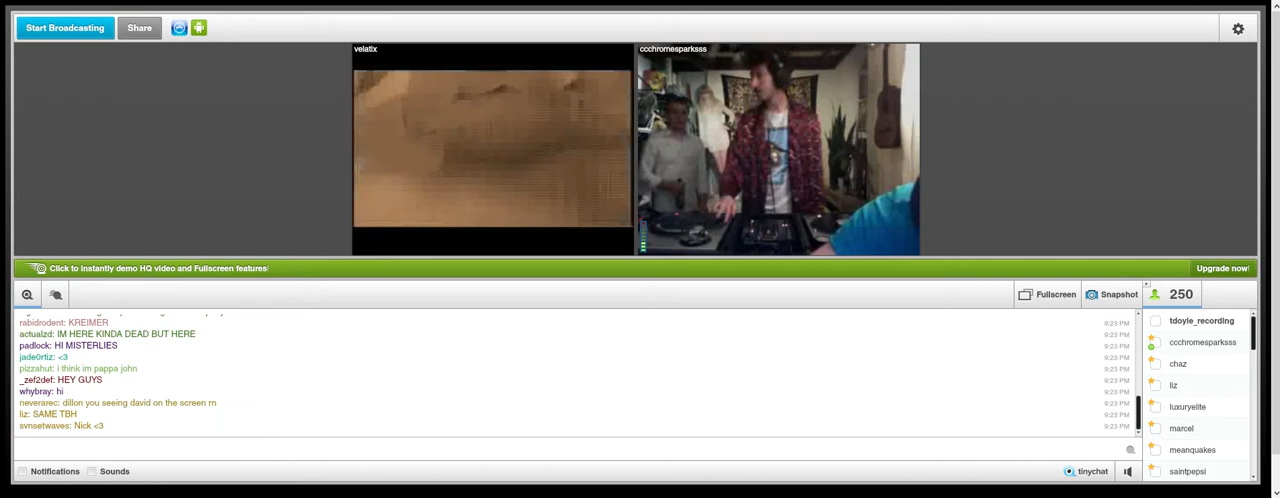 Start Broadcasting
Share
velatix
ccchromesparksss
Click to instantly demo HQ video and Fullscreen features!
Upgrade now!
Fullscreen
Snapshot
250
rabidrodent: KREIMER 9:23 PM
actualzd: IM HERE KINDA DEAD BUT HERE 9:23 PM
padlock: HI MISTERLIES 9:23 PM
jade0rtiz: <3 9:23 PM
pizzahut: i think im pappa john 9:23 PM
_zef2def: HEY GUYS 9:23 PM
whybray: hi 9:23 PM
neverarec: dillon you seeing david on the screen rn 9:23 PM
liz: SAME TBH 9:23 PM
svnsetwaves: Nick <3 9:23 PM
tdoyle_recording
ccchromesparksss
chaz
liz
luxuryelite
marcel
meanquakes
saintpepsi
Notifications
Sounds
tinychat